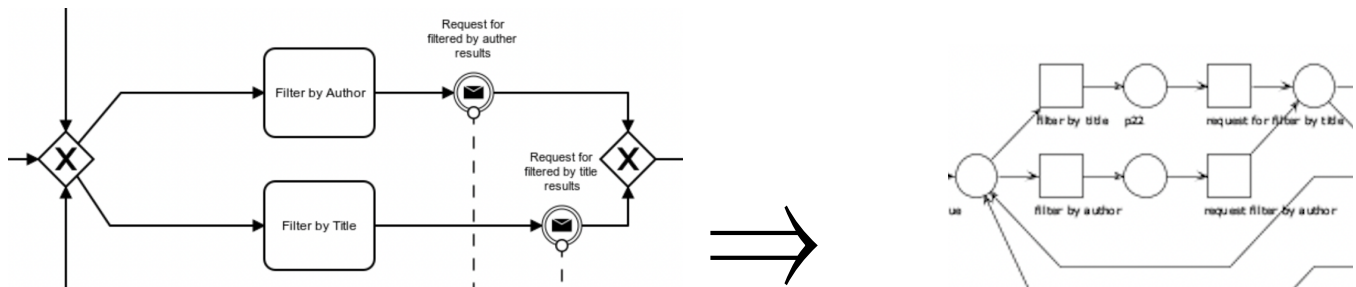 Request for
filtered by auther
results
Filter by Author
X
X
Request for
filtered by title
results
Filter by Title
filter by title
p22
request for filter by title
ue
filter by author
request filter by author